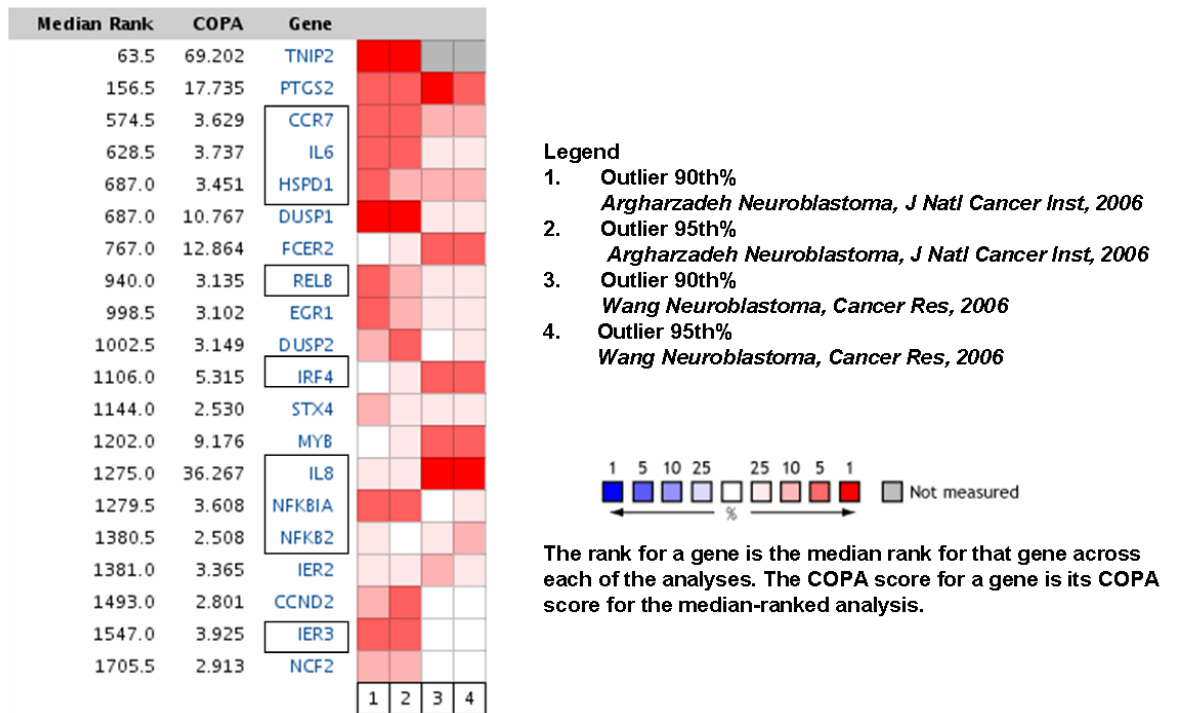 Median Rank COPA Gene
63.5 69.202 TNIP2
156.5 17.735 PTGS2
574.5 3.629 CCR7
628.5 3.737 IL6
687.0 3.451 HSPD1
687.0 10.767 DUSP1
767.0 12.864 FCER2
940.0 3.135 RELB
998.5 3.102 EGR1
1002.5 3.149 DUSP2
1106.0 5.315 IRF4
1144.0 2.530 STX4
1202.0 9.176 MYB
1275.0 36.267 IL8
1279.5 3.608 NFKBIA
1380.5 2.508 NFKB2
1381.0 3.365 IER2
1493.0 2.801 CCND2
1547.0 3.925 IER3
1705.5 2.913 NCF2
1 2 3 4
Legend
1. Outlier 90th%
Argharzadeh Neuroblastoma, J Natl Cancer Inst, 2006
2. Outlier 95th%
Argharzadeh Neuroblastoma, J Natl Cancer Inst, 2006
3. Outlier 90th%
Wang Neuroblastoma, Cancer Res, 2006
4. Outlier 95th%
Wang Neuroblastoma, Cancer Res, 2006
1 5 10 25 25 10 5 1
Not measured
%
The rank for a gene is the median rank for that gene across
each of the analyses. The COPA score for a gene is its COPA
score for the median-ranked analysis.